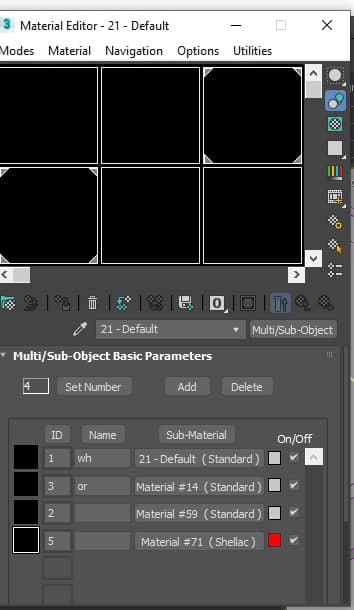 3 Material Editor - 21 - Default
Modes Material Navigation Options Utilities
0
21 - Default Multi/Sub-Object
Multi/Sub-Object Basic Parameters
4 Set Number Add Delete
ID Name Sub-Material On/Off
1 wh 21 - Default ( Standard )
3 or Material #14 ( Standard )
2 Material #59 ( Standard )
5 Material #71 ( Shellac )